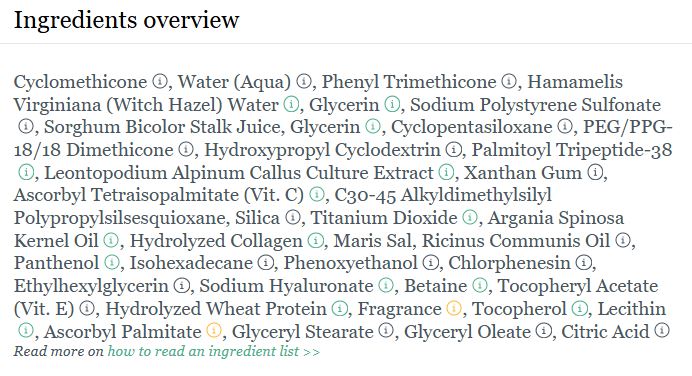 Ingredients overview
Cyclomethicone ⓘ, Water (Aqua) ⓘ, Phenyl Trimethicone ⓘ, Hamamelis
Virginiana (Witch Hazel) Water ⓘ, Glycerin ⓘ, Sodium Polystyrene Sulfonate
ⓘ, Sorghum Bicolor Stalk Juice, Glycerin ⓘ, Cyclopentasiloxane ⓘ, PEG/PPG-
18/18 Dimethicone ⓘ, Hydroxypropyl Cyclodextrin ⓘ, Palmitoyl Tripeptide-38
ⓘ, Leontopodium Alpinum Callus Culture Extract ⓘ, Xanthan Gum ⓘ,
Ascorbyl Tetraisopalmitate (Vit. C) ⓘ, C30-45 Alkyldimethylsilyl
Polypropylsilsesquioxane, Silica ⓘ, Titanium Dioxide ⓘ, Argania Spinosa
Kernel Oil ⓘ, Hydrolyzed Collagen ⓘ, Maris Sal, Ricinus Communis Oil ⓘ,
Panthenol ⓘ, Isohexadecane ⓘ, Phenoxyethanol ⓘ, Chlorphenesin ⓘ,
Ethylhexylglycerin ⓘ, Sodium Hyaluronate ⓘ, Betaine ⓘ, Tocopheryl Acetate
(Vit. E) ⓘ, Hydrolyzed Wheat Protein ⓘ, Fragrance ⓘ, Tocopherol ⓘ, Lecithin
ⓘ, Ascorbyl Palmitate ⓘ, Glyceryl Stearate ⓘ, Glyceryl Oleate ⓘ, Citric Acid ⓘ
Read more on how to read an ingredient list >>